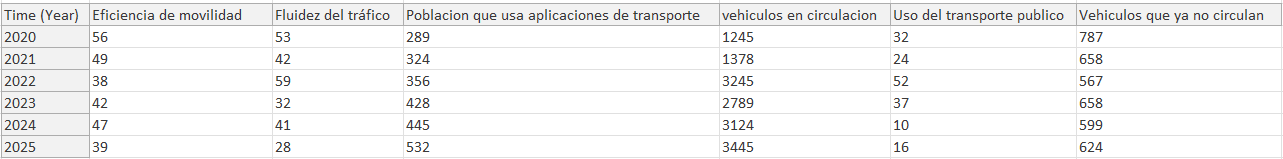 Time (Year) Eficiencia de movilidad Fluidez del tráfico Poblacion que usa aplicaciones de transporte vehiculos en circulacion Uso del transporte publico Vehiculos que ya no circulan
2020 56 53 289 1245 32 787
2021 49 42 324 1378 24 658
2022 38 59 356 3245 52 567
2023 42 32 428 2789 37 658
2024 47 41 445 3124 10 599
2025 39 28 532 3445 16 624